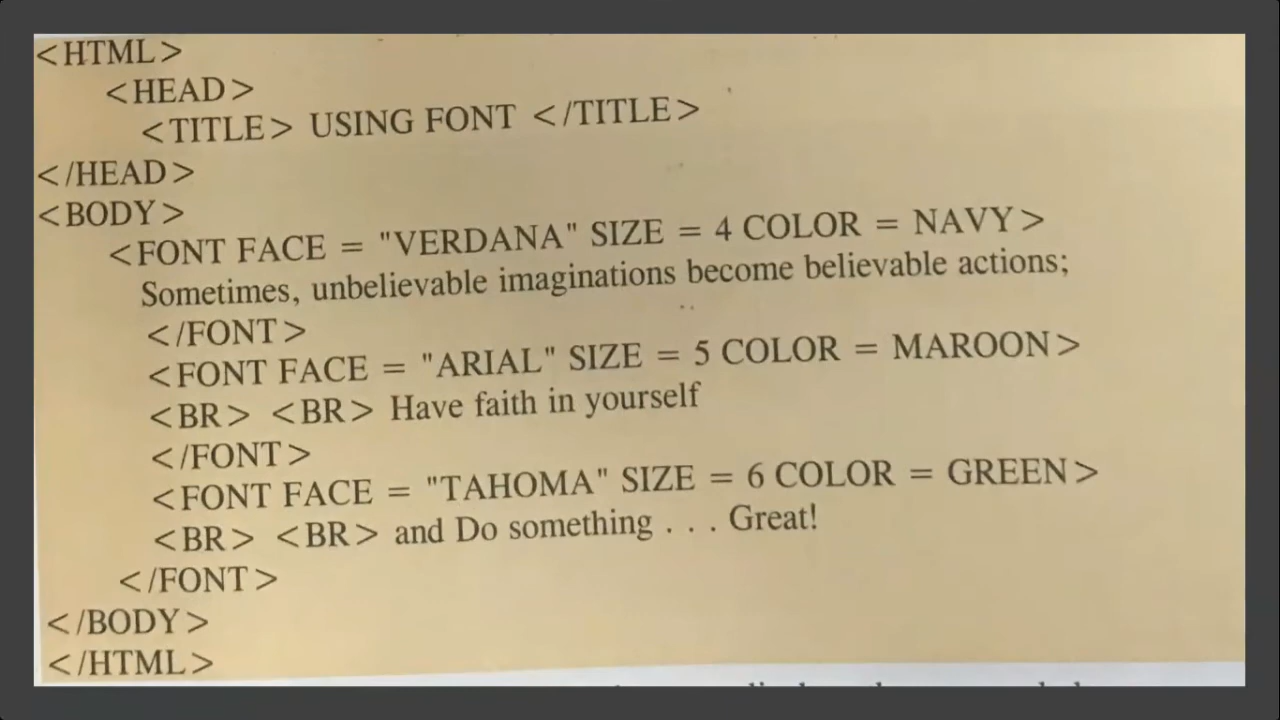 <HTML>
<HEAD>
<TITLE> USING FONT </TITLE>
</HEAD>
<BODY>
<FONT FACE = "VERDANA" SIZE = 4 COLOR = NAVY>
Sometimes, unbelievable imaginations become believable actions;
</FONT>
<FONT FACE = "ARIAL" SIZE = 5 COLOR = MAROON>
<BR> <BR> Have faith in yourself
</FONT>
<FONT FACE = "TAHOMA" SIZE = 6 COLOR = GREEN>
<BR> <BR> and Do something . . . Great!
</FONT>
</BODY>
</HTML>